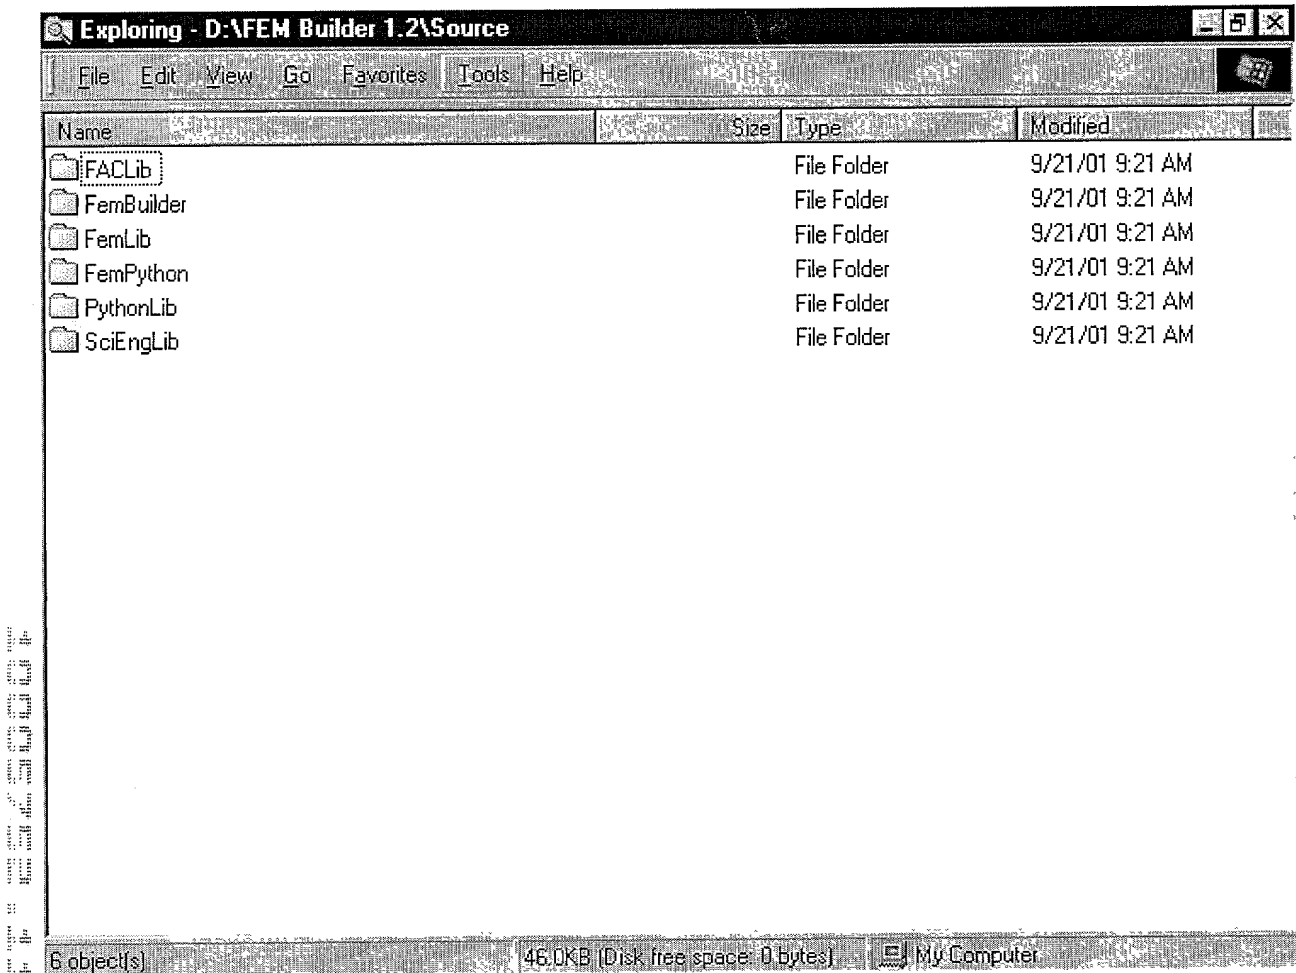 Exploring - D:\FEM Builder 1.2\Source
File Edit View Go Favorites Tools Help
Name Size Type Modified
FACLib File Folder 9/21/01 9:21 AM
FemBuilder File Folder 9/21/01 9:21 AM
FemLib File Folder 9/21/01 9:21 AM
FemPython File Folder 9/21/01 9:21 AM
PythonLib File Folder 9/21/01 9:21 AM
SciEngLib File Folder 9/21/01 9:21 AM
6 object(s) 46.0KB (Disk free space: 0 bytes) My Computer